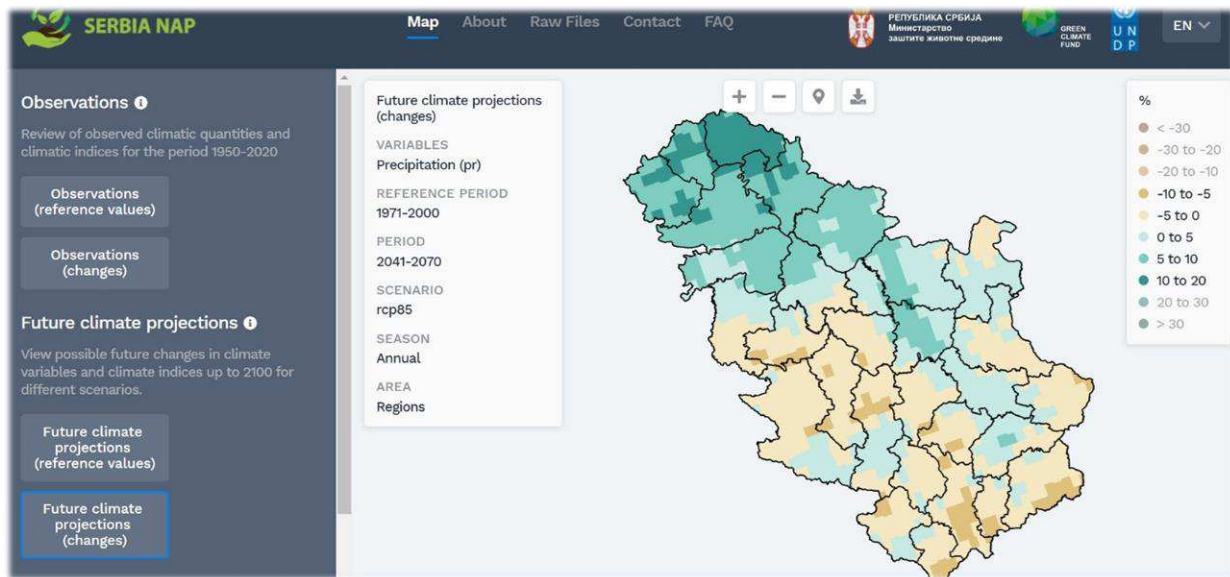 SERBIA NAP
Map About Raw Files Contact FAQ
РЕПУБЛИКА СРБИЈА
Министарство
заштите животне средине
GREEN
CLIMATE
FUND
U N
D P
EN
Observations
Review of observed climatic quantities and
climatic indices for the period 1950-2020
Observations
(reference values)
Observations
(changes)
Future climate projections
View possible future changes in climate
variables and climate indices up to 2100 for
different scenarios.
Future climate
projections
(reference values)
Future climate
projections
(changes)
Future climate projections
(changes)
VARIABLES
Precipitation (pr)
REFERENCE PERIOD
1971-2000
PERIOD
2041-2070
SCENARIO
rcp85
SEASON
Annual
AREA
Regions
%
< -30
-30 to -20
-20 to -10
-10 to -5
-5 to 0
0 to 5
5 to 10
10 to 20
20 to 30
> 30